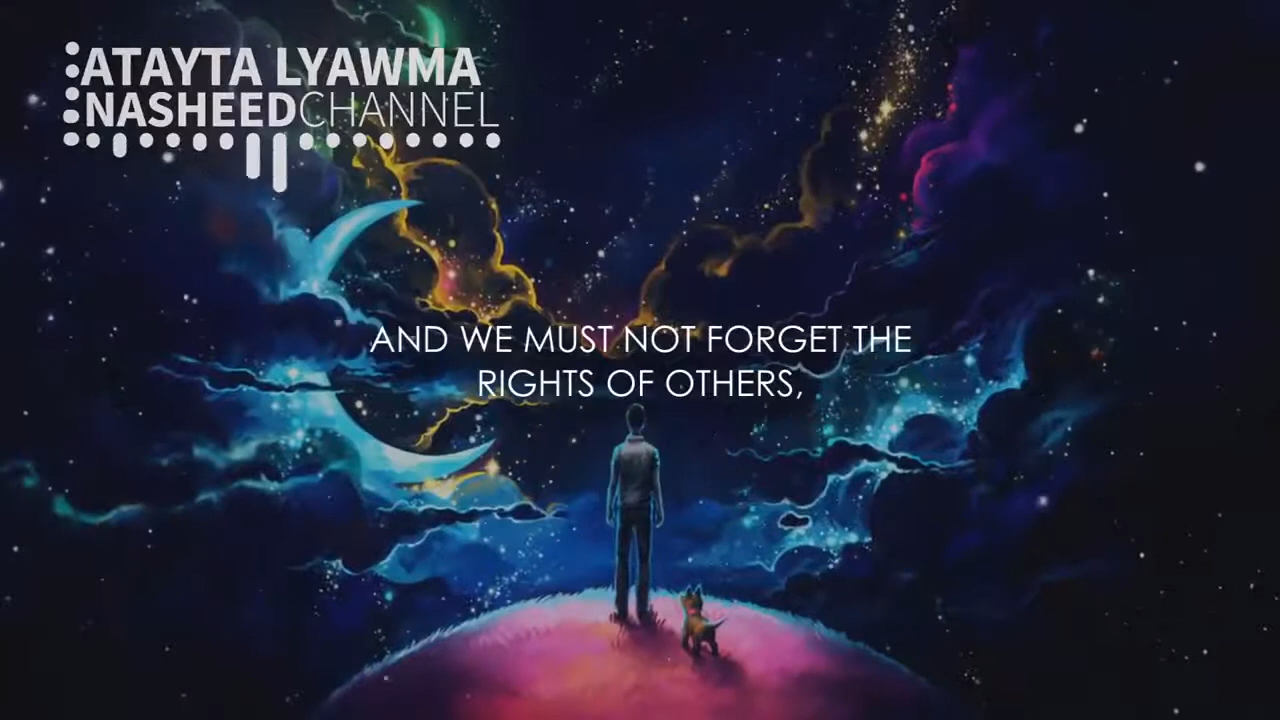 ATAYTA LYAWMA
NASHEEDCHANNEL
AND WE MUST NOT FORGET THE
RIGHTS OF OTHERS,